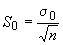 S₀ = σ₀ / √n